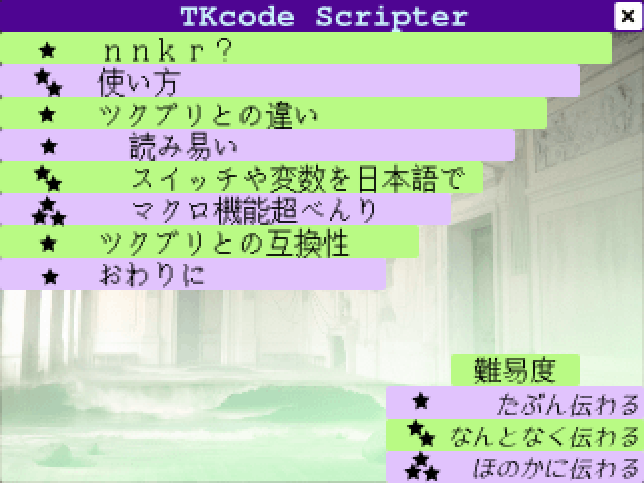 TKcode Scripter
★ ｎｎｋｒ？
★★ 使い方
★ ツクブリとの違い
★ 読み易い
★★ スイッチや変数を日本語で
★★★ マクロ機能超べんり
★ ツクブリとの互換性
★ おわりに
難易度
★ たぶん伝わる
★★ なんとなく伝わる
★★★ ほのかに伝わる